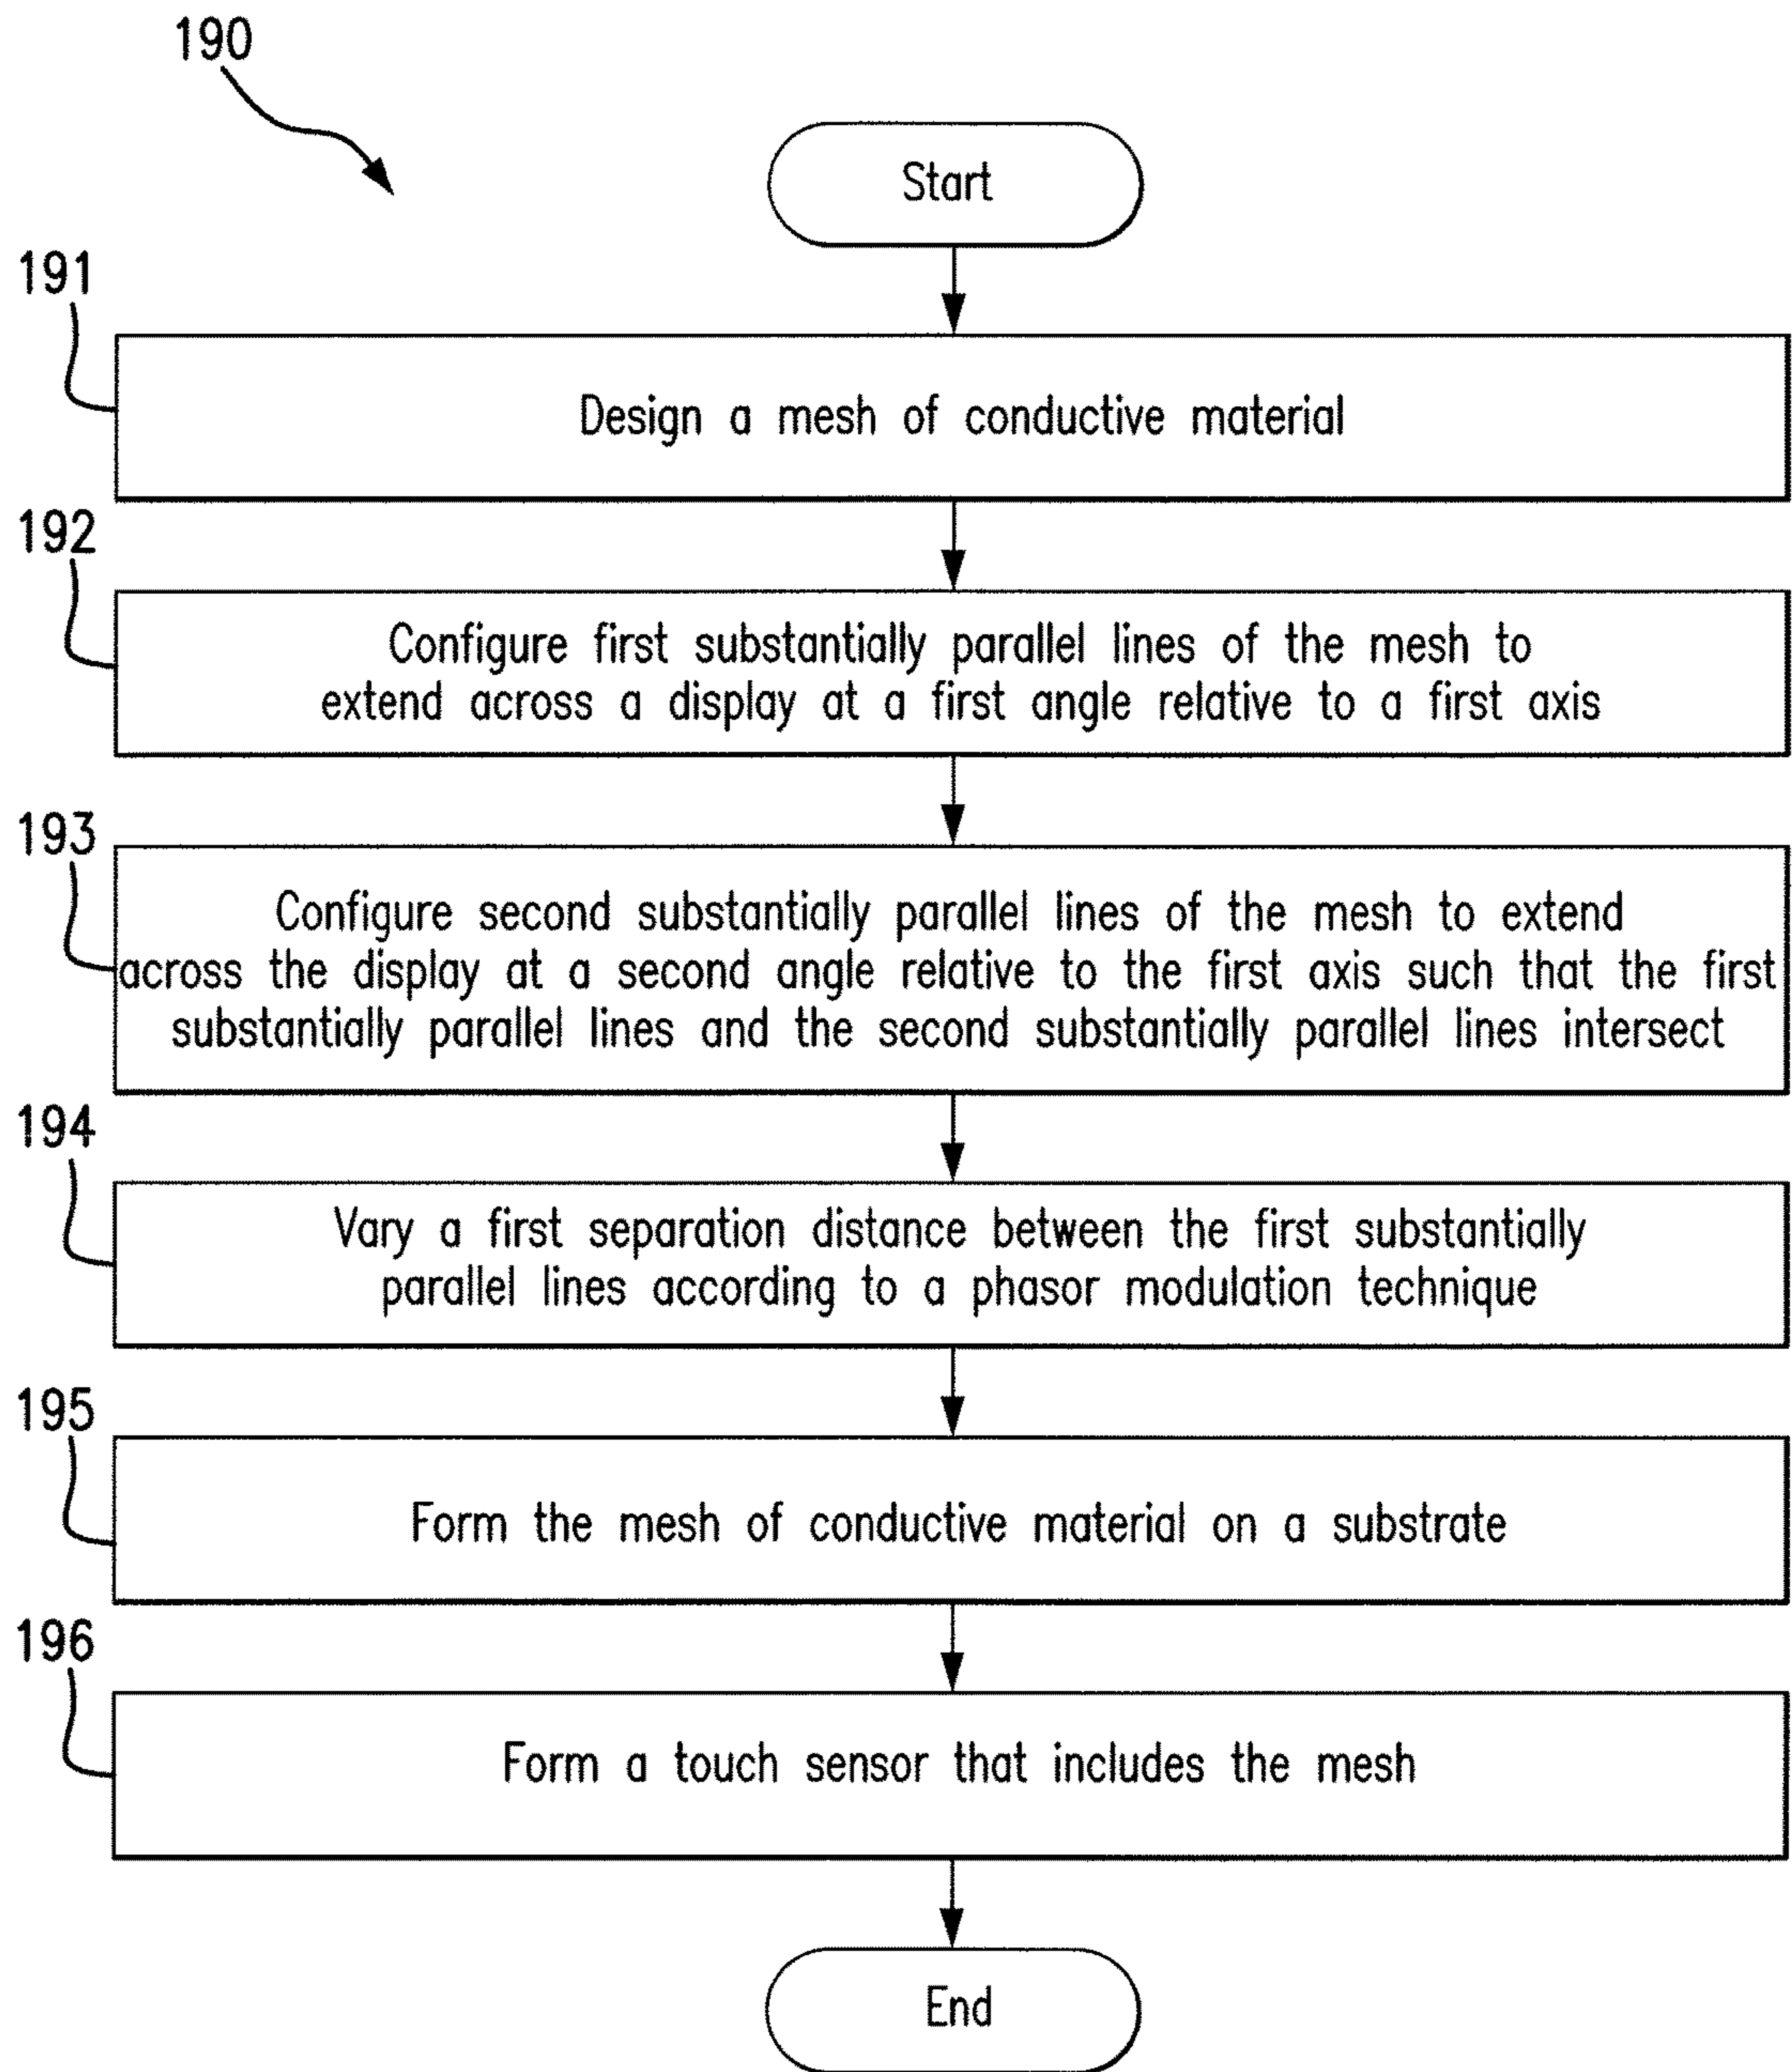 190
Start
191
Design a mesh of conductive material
192
Configure first substantially parallel lines of the mesh to
extend across a display at a first angle relative to a first axis
193
Configure second substantially parallel lines of the mesh to extend
across the display at a second angle relative to the first axis such that the first
substantially parallel lines and the second substantially parallel lines intersect
194
Vary a first separation distance between the first substantially
parallel lines according to a phasor modulation technique
195
Form the mesh of conductive material on a substrate
196
Form a touch sensor that includes the mesh
End